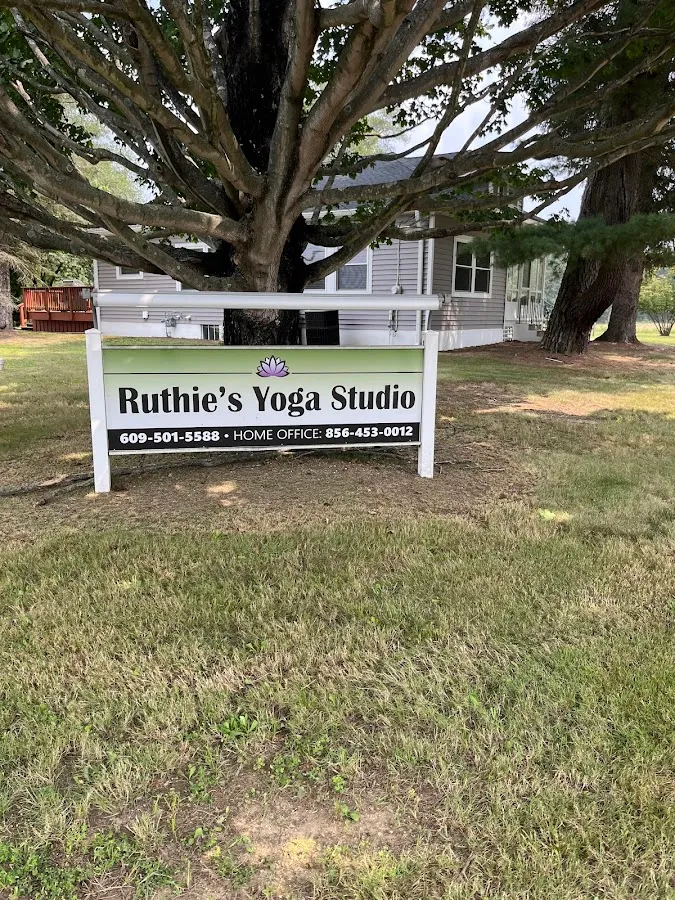 Ruthie's Yoga Studio
609-501-5588 • HOME OFFICE: 856-453-0012